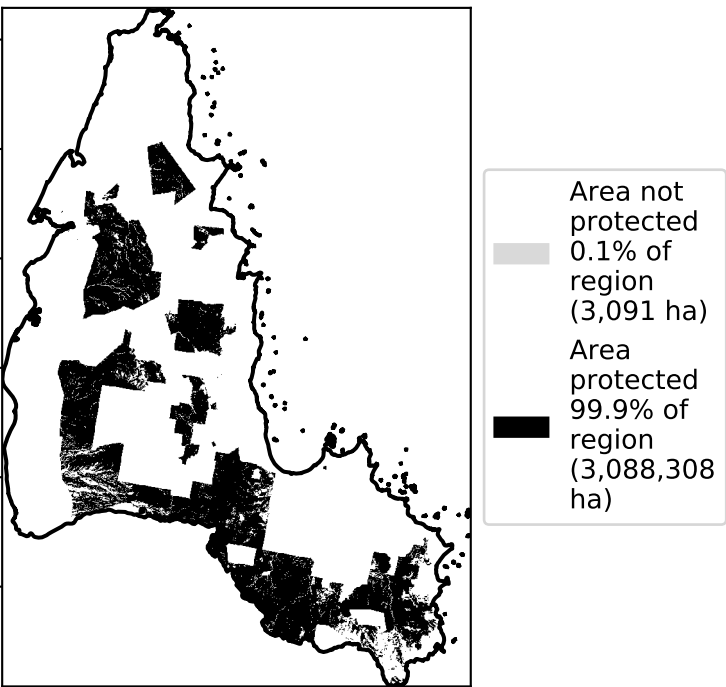 Area not
protected
0.1% of
region
(3,091 ha)
Area
protected
99.9% of
region
(3,088,308
ha)